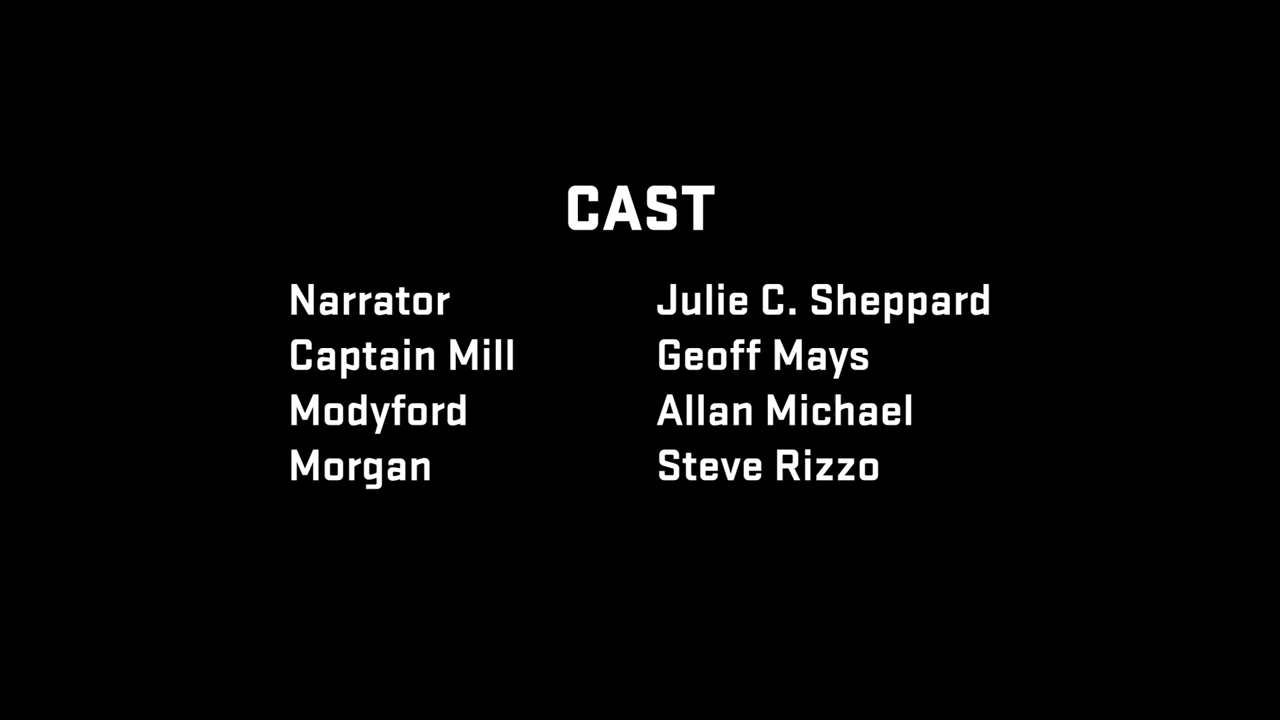 CAST
Narrator Julie C. Sheppard
Captain Mill Geoff Mays
Modyford Allan Michael
Morgan Steve Rizzo